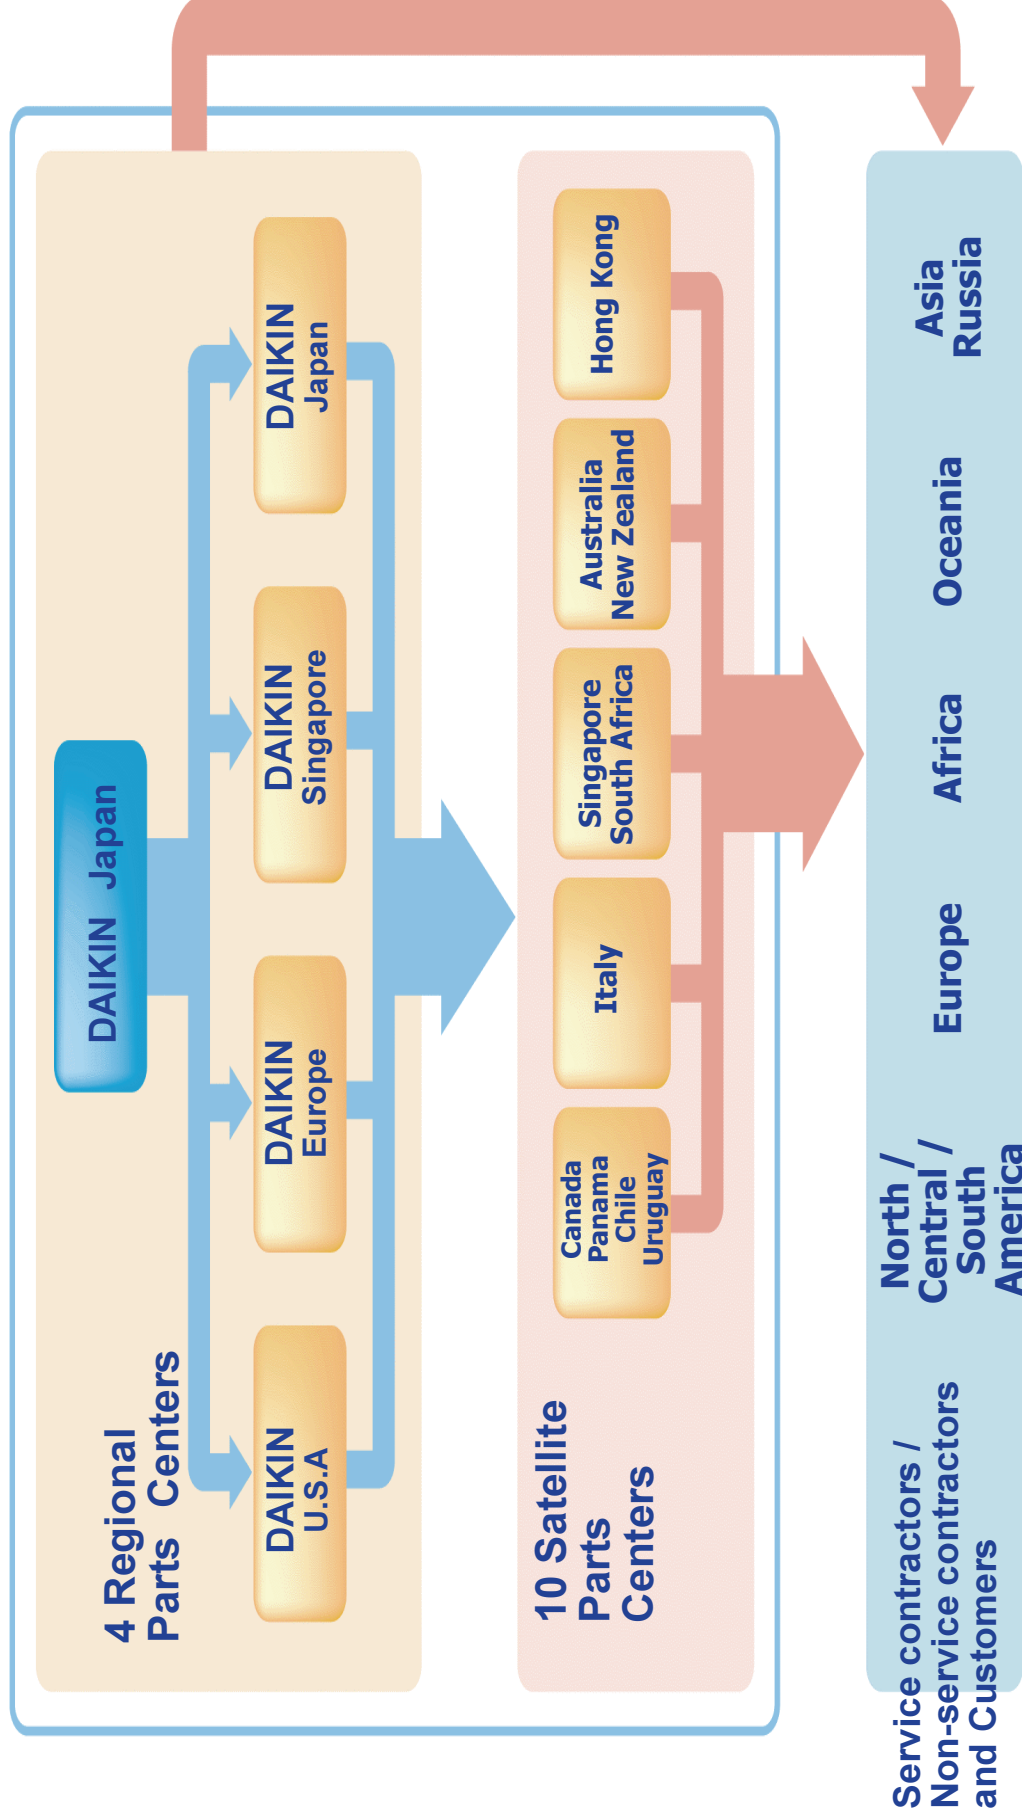 DAIKIN Japan
4 Regional
Parts Centers
DAIKIN
U.S.A
DAIKIN
Europe
DAIKIN
Singapore
DAIKIN
Japan
10 Satellite
Parts
Centers
Canada
Panama
Chile
Uruguay
Italy
Singapore
South Africa
Australia
New Zealand
Hong Kong
Service contractors /
Non-service contractors
and Customers
North /
Central /
South
America
Europe
Africa
Oceania
Asia
Russia